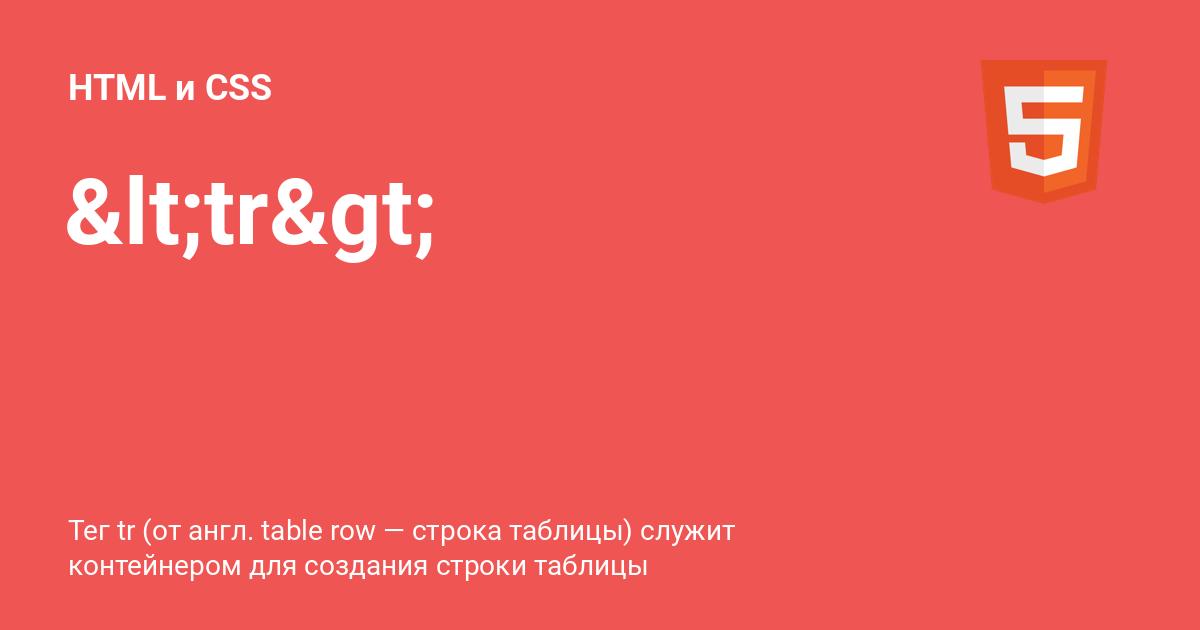 HTML и CSS
&lt;tr&gt;
Тег tr (от англ. table row — строка таблицы) служит
контейнером для создания строки таблицы